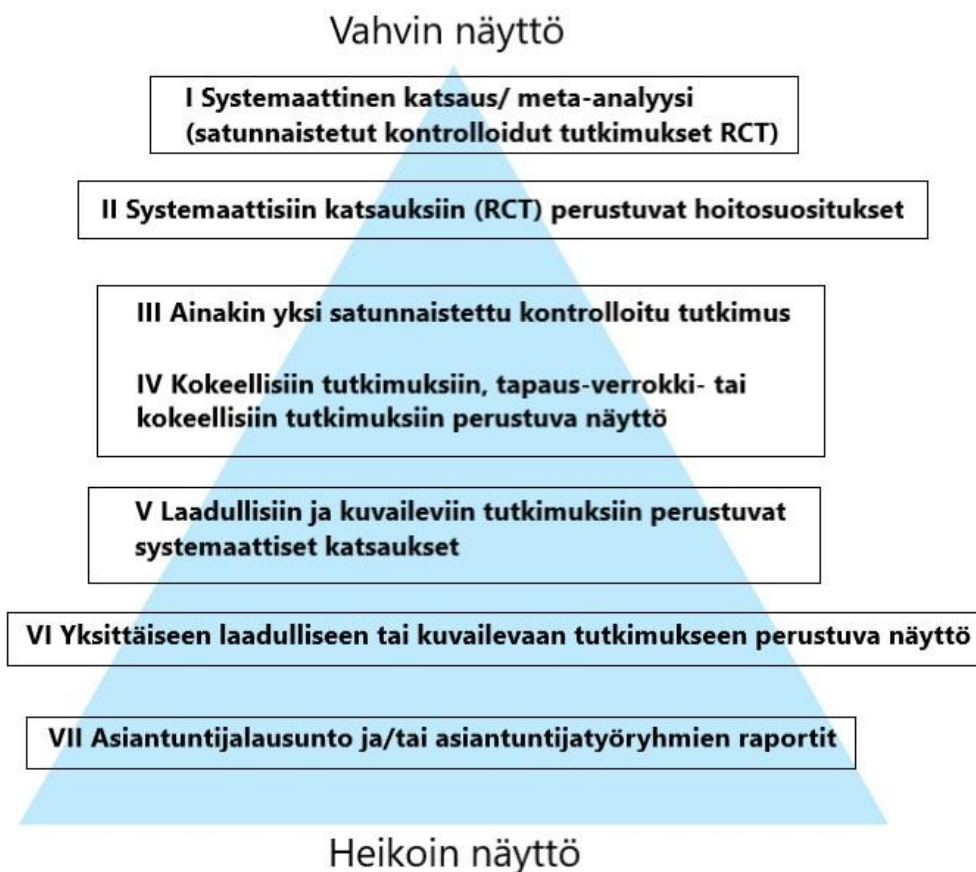 Vahvin näyttö
I Systemaattinen katsaus/ meta-analyysi
(satunnaistetut kontrolloidut tutkimukset RCT)
II Systemaattisiin katsauksiin (RCT) perustuvat hoitosuositukset
III Ainakin yksi satunnaistettu kontrolloitu tutkimus
IV Kokeellisiin tutkimuksiin, tapaus-verrokki- tai
kokeellisiin tutkimuksiin perustuva näyttö
V Laadullisiin ja kuvaileviin tutkimuksiin perustuvat
systemaattiset katsaukset
VI Yksittäiseen laadulliseen tai kuvailevaan tutkimukseen perustuva näyttö
VII Asiantuntijalausunto ja/tai asiantuntijatyöryhmien raportit
Heikoin näyttö